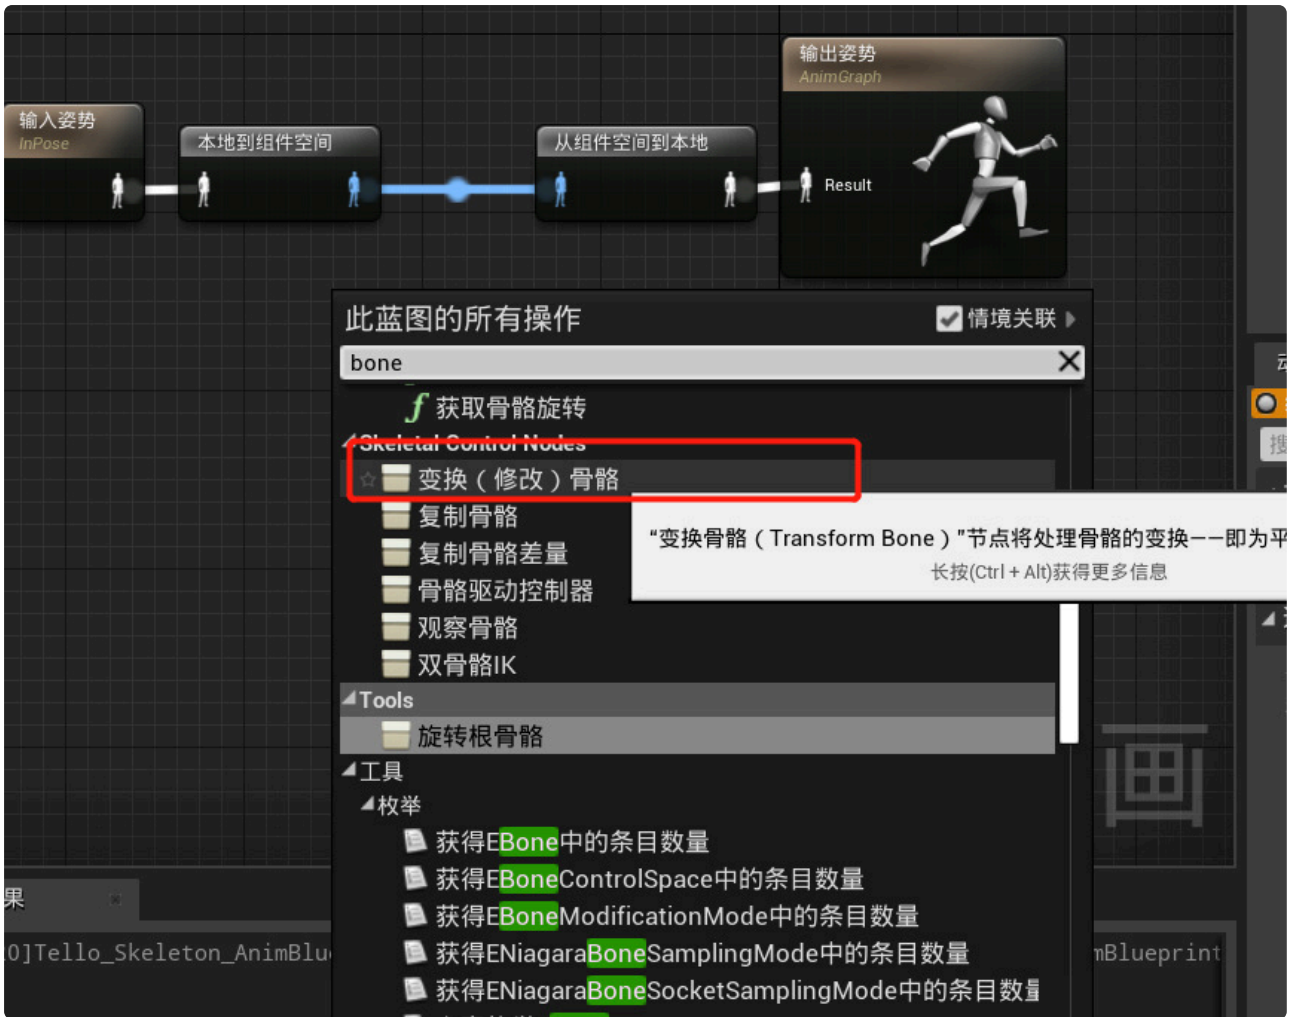 输出姿势
AnimGraph
输入姿势
InPose
本地到组件空间
从组件空间到本地
Result
此蓝图的所有操作
情境关联
bone
获取骨骼旋转
Skeletal Control Nodes
变换（修改）骨骼
复制骨骼
“变换骨骼（Transform Bone）”节点将处理骨骼的变换——即为平
复制骨骼差量
长按(Ctrl + Alt)获得更多信息
骨骼驱动控制器
观察骨骼
双骨骼IK
Tools
旋转根骨骼
工具
枚举
获得EBone中的条目数量
获得EBoneControlSpace中的条目数量
获得EBoneModificationMode中的条目数量
获得ENiagaraBoneSamplingMode中的条目数量
获得ENiagaraBoneSocketSamplingMode中的条目数量
搜
画
果
0]Tello_Skeleton_AnimBlu
mBlueprint